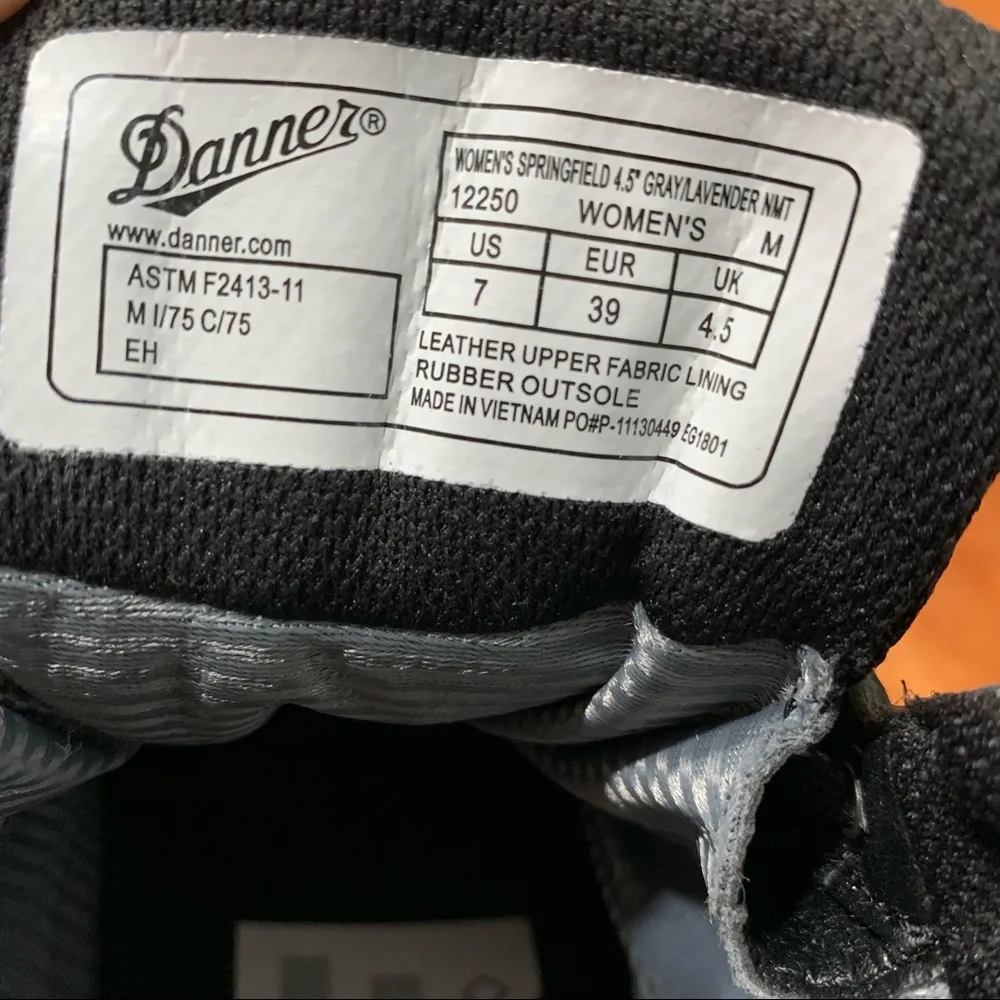 Danner®
www.danner.com
ASTM F2413-11
M I/75 C/75
EH
WOMEN'S SPRINGFIELD 4.5" GRAY/LAVENDER NMT
12250 WOMEN'S M
US EUR UK
7 39 4.5
LEATHER UPPER FABRIC LINING
RUBBER OUTSOLE
MADE IN VIETNAM PO#P-11130449 EG1801